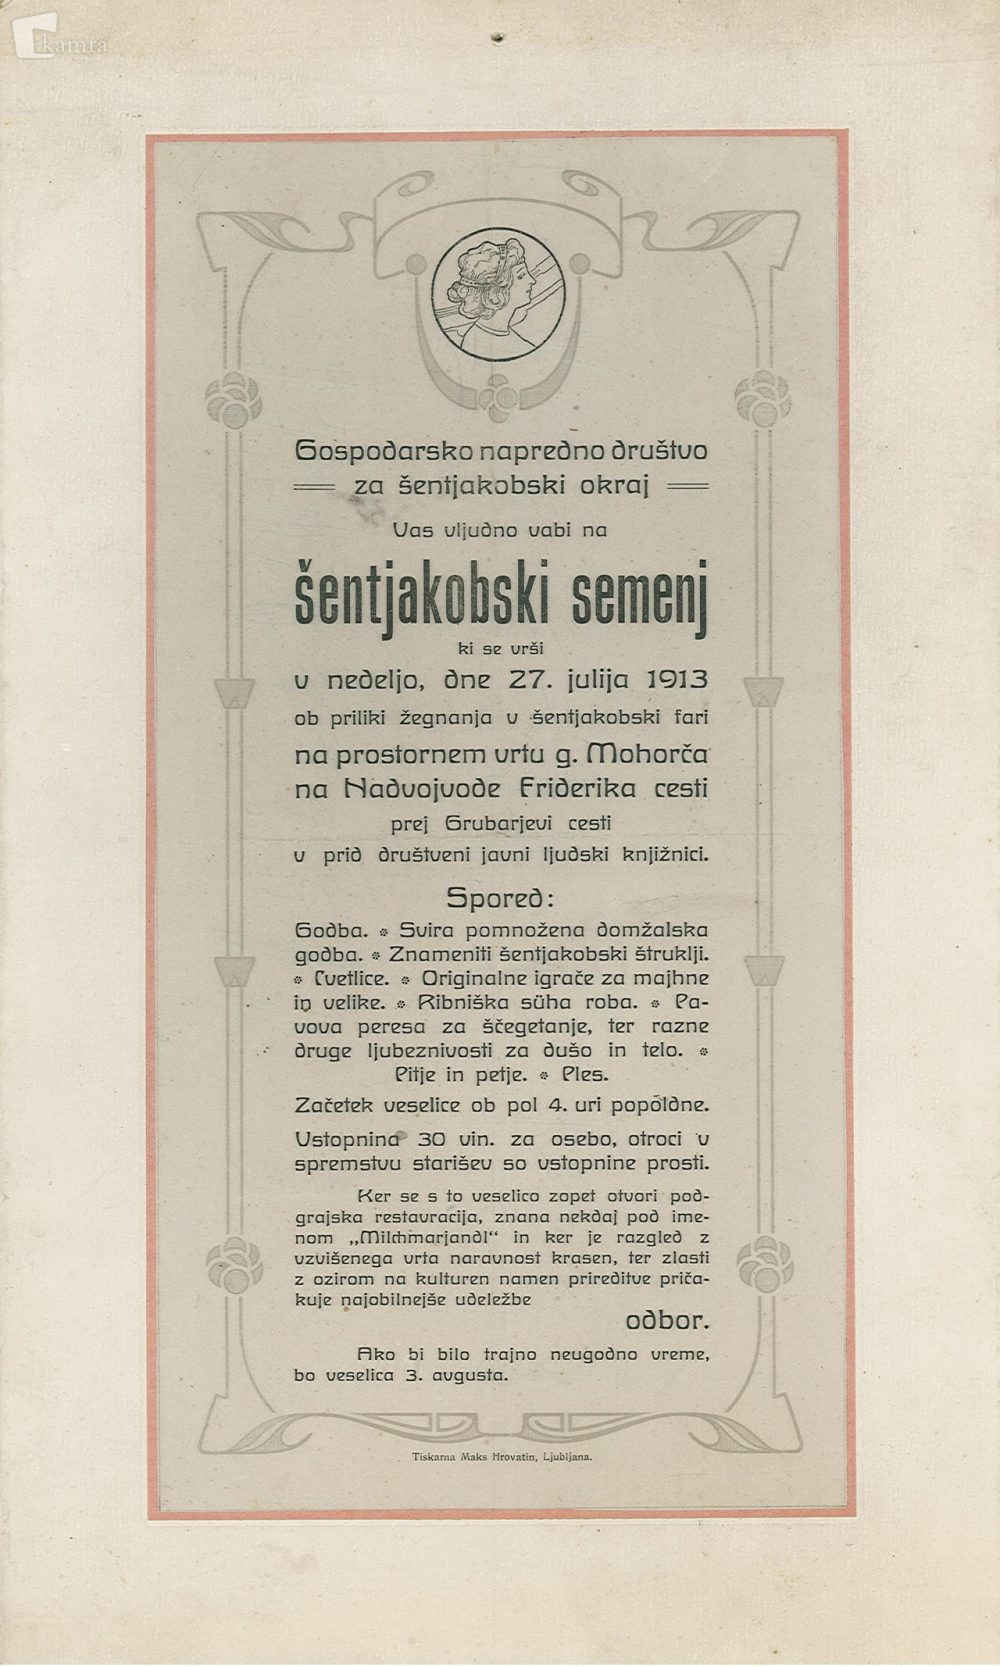 kamra
Gospodarsko napredno društvo
za šentjakobski okraj
Vas vljudno vabi na
šentjakobski semenj
ki se vrši
v nedeljo, dne 27. julija 1913
ob priliki žegnanja v šentjakobski fari
na prostornem vrtu g. Mohorča
na Nadvojvode Friderika cesti
prej Grubarjevi cesti
v prid društveni javni ljudski knjižnici.
Spored:
Godba. * Svira pomnožena domžalska
godba. * Znameniti šentjakobski štruklji.
* Cvetlice. * Originalne igrače za majhne
in velike. * Ribniška süha roba. * Pa-
vova peresa za ščegetanje, ter razne
druge ljubeznivosti za dušo in telo. *
Pitje in petje. * Ples.
Začetek veselice ob pol 4. uri popoldne.
Vstopnina 30 vin. za osebo, otroci v
spremstvu starišev so vstopnine prosti.
Ker se s to veselico zopet otvori pod-
grajska restavracija, znana nekdaj pod ime-
nom „Milchmarjandl“ in ker je razgled z
vzvišenega vrta naravnost krasen, ter zlasti
z ozirom na kulturen namen prireditve priča-
kuje najobilnejše udeležbe
odbor.
Ako bi bilo trajno neugodno vreme,
bo veselica 3. avgusta.
Tiskarna Maks Hrovatin, Ljubljana.